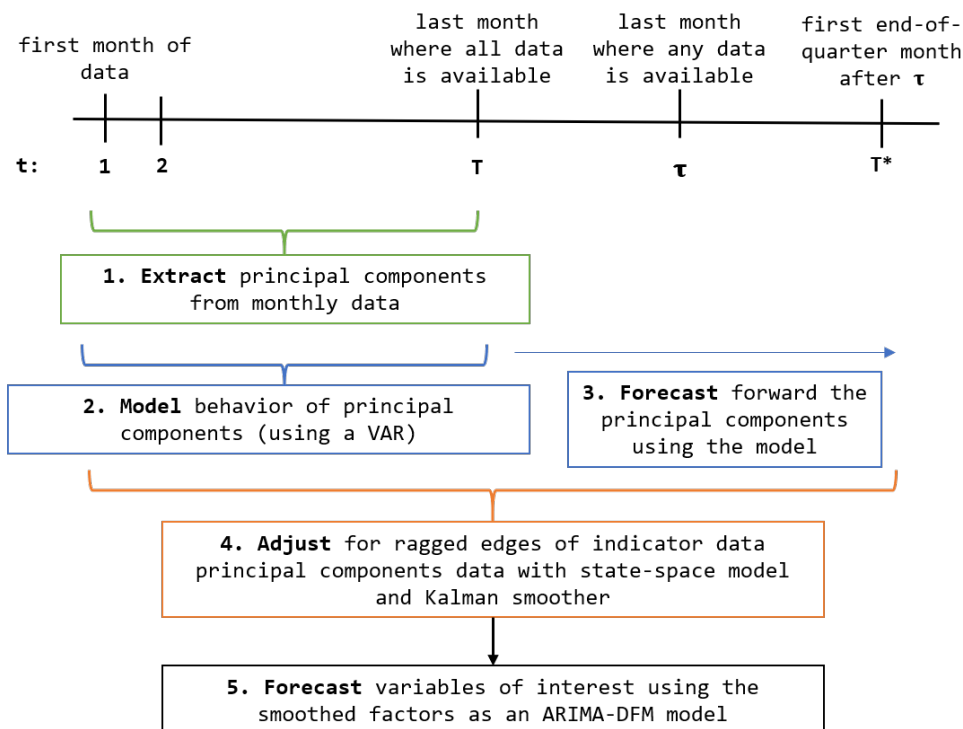 first month of
data
last month
where all data
is available
last month
where any data
is available
first end-of-
quarter month
after τ
t: 1 2 T τ T*
1. Extract principal components
from monthly data
2. Model behavior of principal
components (using a VAR)
3. Forecast forward the
principal components
using the model
4. Adjust for ragged edges of indicator data
principal components data with state-space model
and Kalman smoother
5. Forecast variables of interest using the
smoothed factors as an ARIMA-DFM model